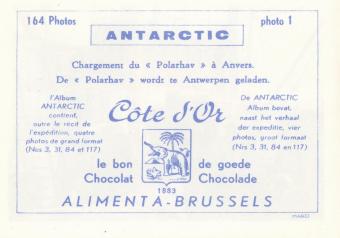 164 Photos
photo 1
ANTARCTIC
Chargement du « Polarhav » à Anvers.
De « Polarhav » wordt te Antwerpen geladen.
l'Album
ANTARCTIC
contient,
outre le récit de
l'expédition, quatre
photos de grand format
(Nrs 3, 31, 84 et 117)
De ANTARCTIC
Album bevat,
naast het verhaal
der expeditie, vier
photos, groot formaat
(Nrs 3, 31, 84 en 117)
Côte d'Or
le bon
Chocolat
de goede
Chocolade
1883
ALIMENTA-BRUSSELS